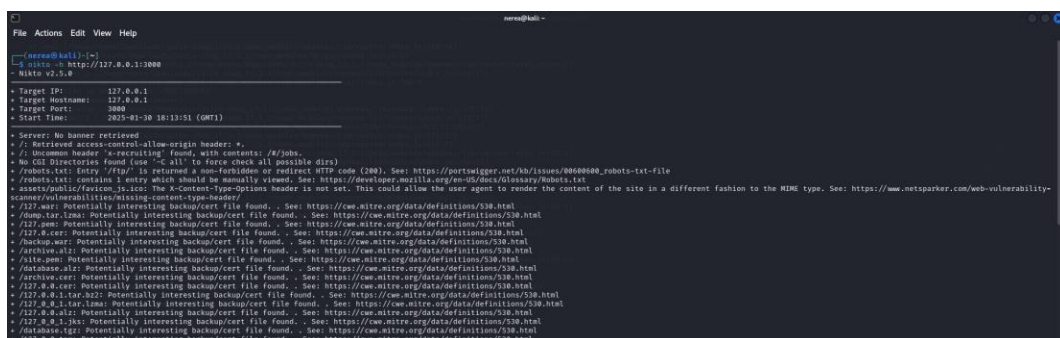 nerea@kali: ~
File Actions Edit View Help
(nerea㉿kali)-[~]
$ nikto -h http://127.0.0.1:3000
- Nikto v2.5.0
+ Target IP: 127.0.0.1
+ Target Hostname: 127.0.0.1
+ Target Port: 3000
+ Start Time: 2025-01-30 18:13:51 (GMT1)
+ Server: No banner retrieved
+ /: Retrieved access-control-allow-origin header: *.
+ /: Uncommon header 'x-recruiting' found, with contents: /#/jobs.
+ No CGI Directories found (use '-C all' to force check all possible dirs)
+ /robots.txt: Entry '/ftp/' is returned a non-forbidden or redirect HTTP code (200). See: https://portswigger.net/kb/issues/00600600_robots-txt-file
+ /robots.txt: contains 1 entry which should be manually viewed. See: https://developer.mozilla.org/en-US/docs/Glossary/Robots.txt
+ assets/public/favicon_js.ico: The X-Content-Type-Options header is not set. This could allow the user agent to render the content of the site in a different fashion to the MIME type. See: https://www.netsparker.com/web-vulnerability-
scanner/vulnerabilities/missing-content-type-header/
+ /127.war: Potentially interesting backup/cert file found. . See: https://cwe.mitre.org/data/definitions/530.html
+ /dump.tar.lzma: Potentially interesting backup/cert file found. . See: https://cwe.mitre.org/data/definitions/530.html
+ /127.pem: Potentially interesting backup/cert file found. . See: https://cwe.mitre.org/data/definitions/530.html
+ /127.0.cer: Potentially interesting backup/cert file found. . See: https://cwe.mitre.org/data/definitions/530.html
+ /backup.war: Potentially interesting backup/cert file found. . See: https://cwe.mitre.org/data/definitions/530.html
+ /archive.alz: Potentially interesting backup/cert file found. . See: https://cwe.mitre.org/data/definitions/530.html
+ /site.pem: Potentially interesting backup/cert file found. . See: https://cwe.mitre.org/data/definitions/530.html
+ /database.alz: Potentially interesting backup/cert file found. . See: https://cwe.mitre.org/data/definitions/530.html
+ /archive.cer: Potentially interesting backup/cert file found. . See: https://cwe.mitre.org/data/definitions/530.html
+ /127.0.0.cer: Potentially interesting backup/cert file found. . See: https://cwe.mitre.org/data/definitions/530.html
+ /127.0.0.1.tar.bz2: Potentially interesting backup/cert file found. . See: https://cwe.mitre.org/data/definitions/530.html
+ /127_0_0_1.tar.lzma: Potentially interesting backup/cert file found. . See: https://cwe.mitre.org/data/definitions/530.html
+ /127.0.0.alz: Potentially interesting backup/cert file found. . See: https://cwe.mitre.org/data/definitions/530.html
+ /127_0_0_1.jks: Potentially interesting backup/cert file found. . See: https://cwe.mitre.org/data/definitions/530.html
+ /database.tgz: Potentially interesting backup/cert file found. . See: https://cwe.mitre.org/data/definitions/530.html